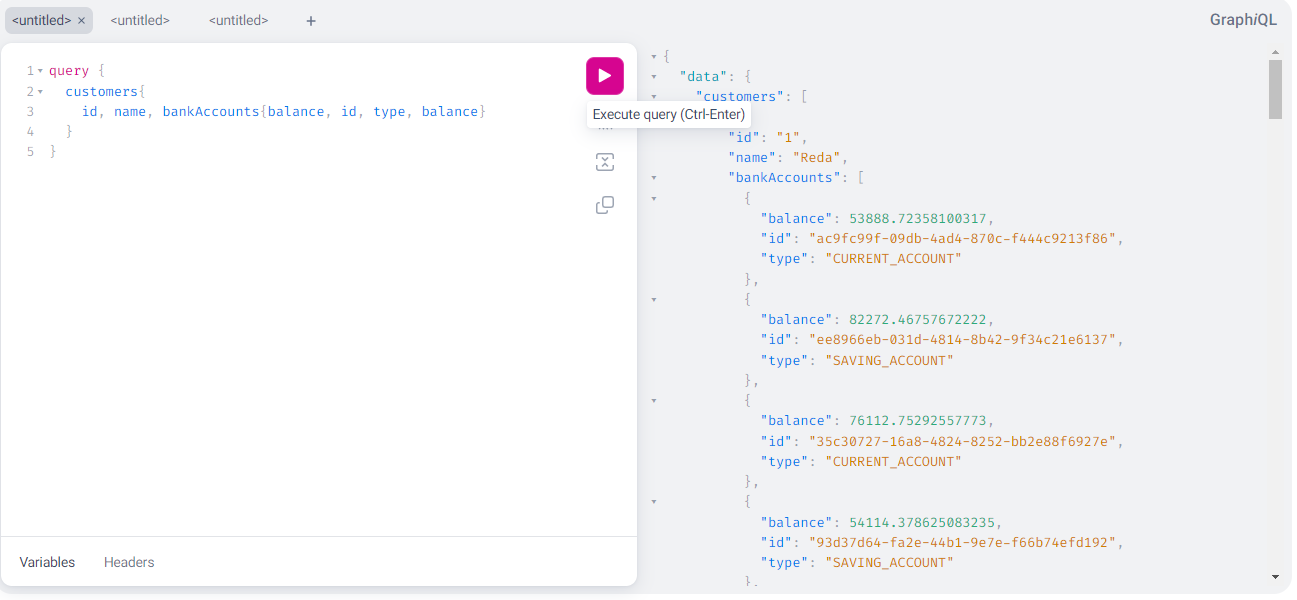 <untitled> × <untitled> <untitled> +
GraphiQL
1 query {
2 customers{
3 id, name, bankAccounts{balance, id, type, balance}
4 }
5 }
Execute query (Ctrl-Enter)
Variables Headers
{
"data": {
"customers": [
"id": "1",
"name": "Reda",
"bankAccounts": [
{
"balance": 53888.72358100317,
"id": "ac9fc99f-09db-4ad4-870c-f444c9213f86",
"type": "CURRENT_ACCOUNT"
},
{
"balance": 82272.46757672222,
"id": "ee8966eb-031d-4814-8b42-9f34c21e6137",
"type": "SAVING_ACCOUNT"
},
{
"balance": 76112.75292557773,
"id": "35c30727-16a8-4824-8252-bb2e88f6927e",
"type": "CURRENT_ACCOUNT"
},
{
"balance": 54114.378625083235,
"id": "93d37d64-fa2e-44b1-9e7e-f66b74efd192",
"type": "SAVING_ACCOUNT"
},